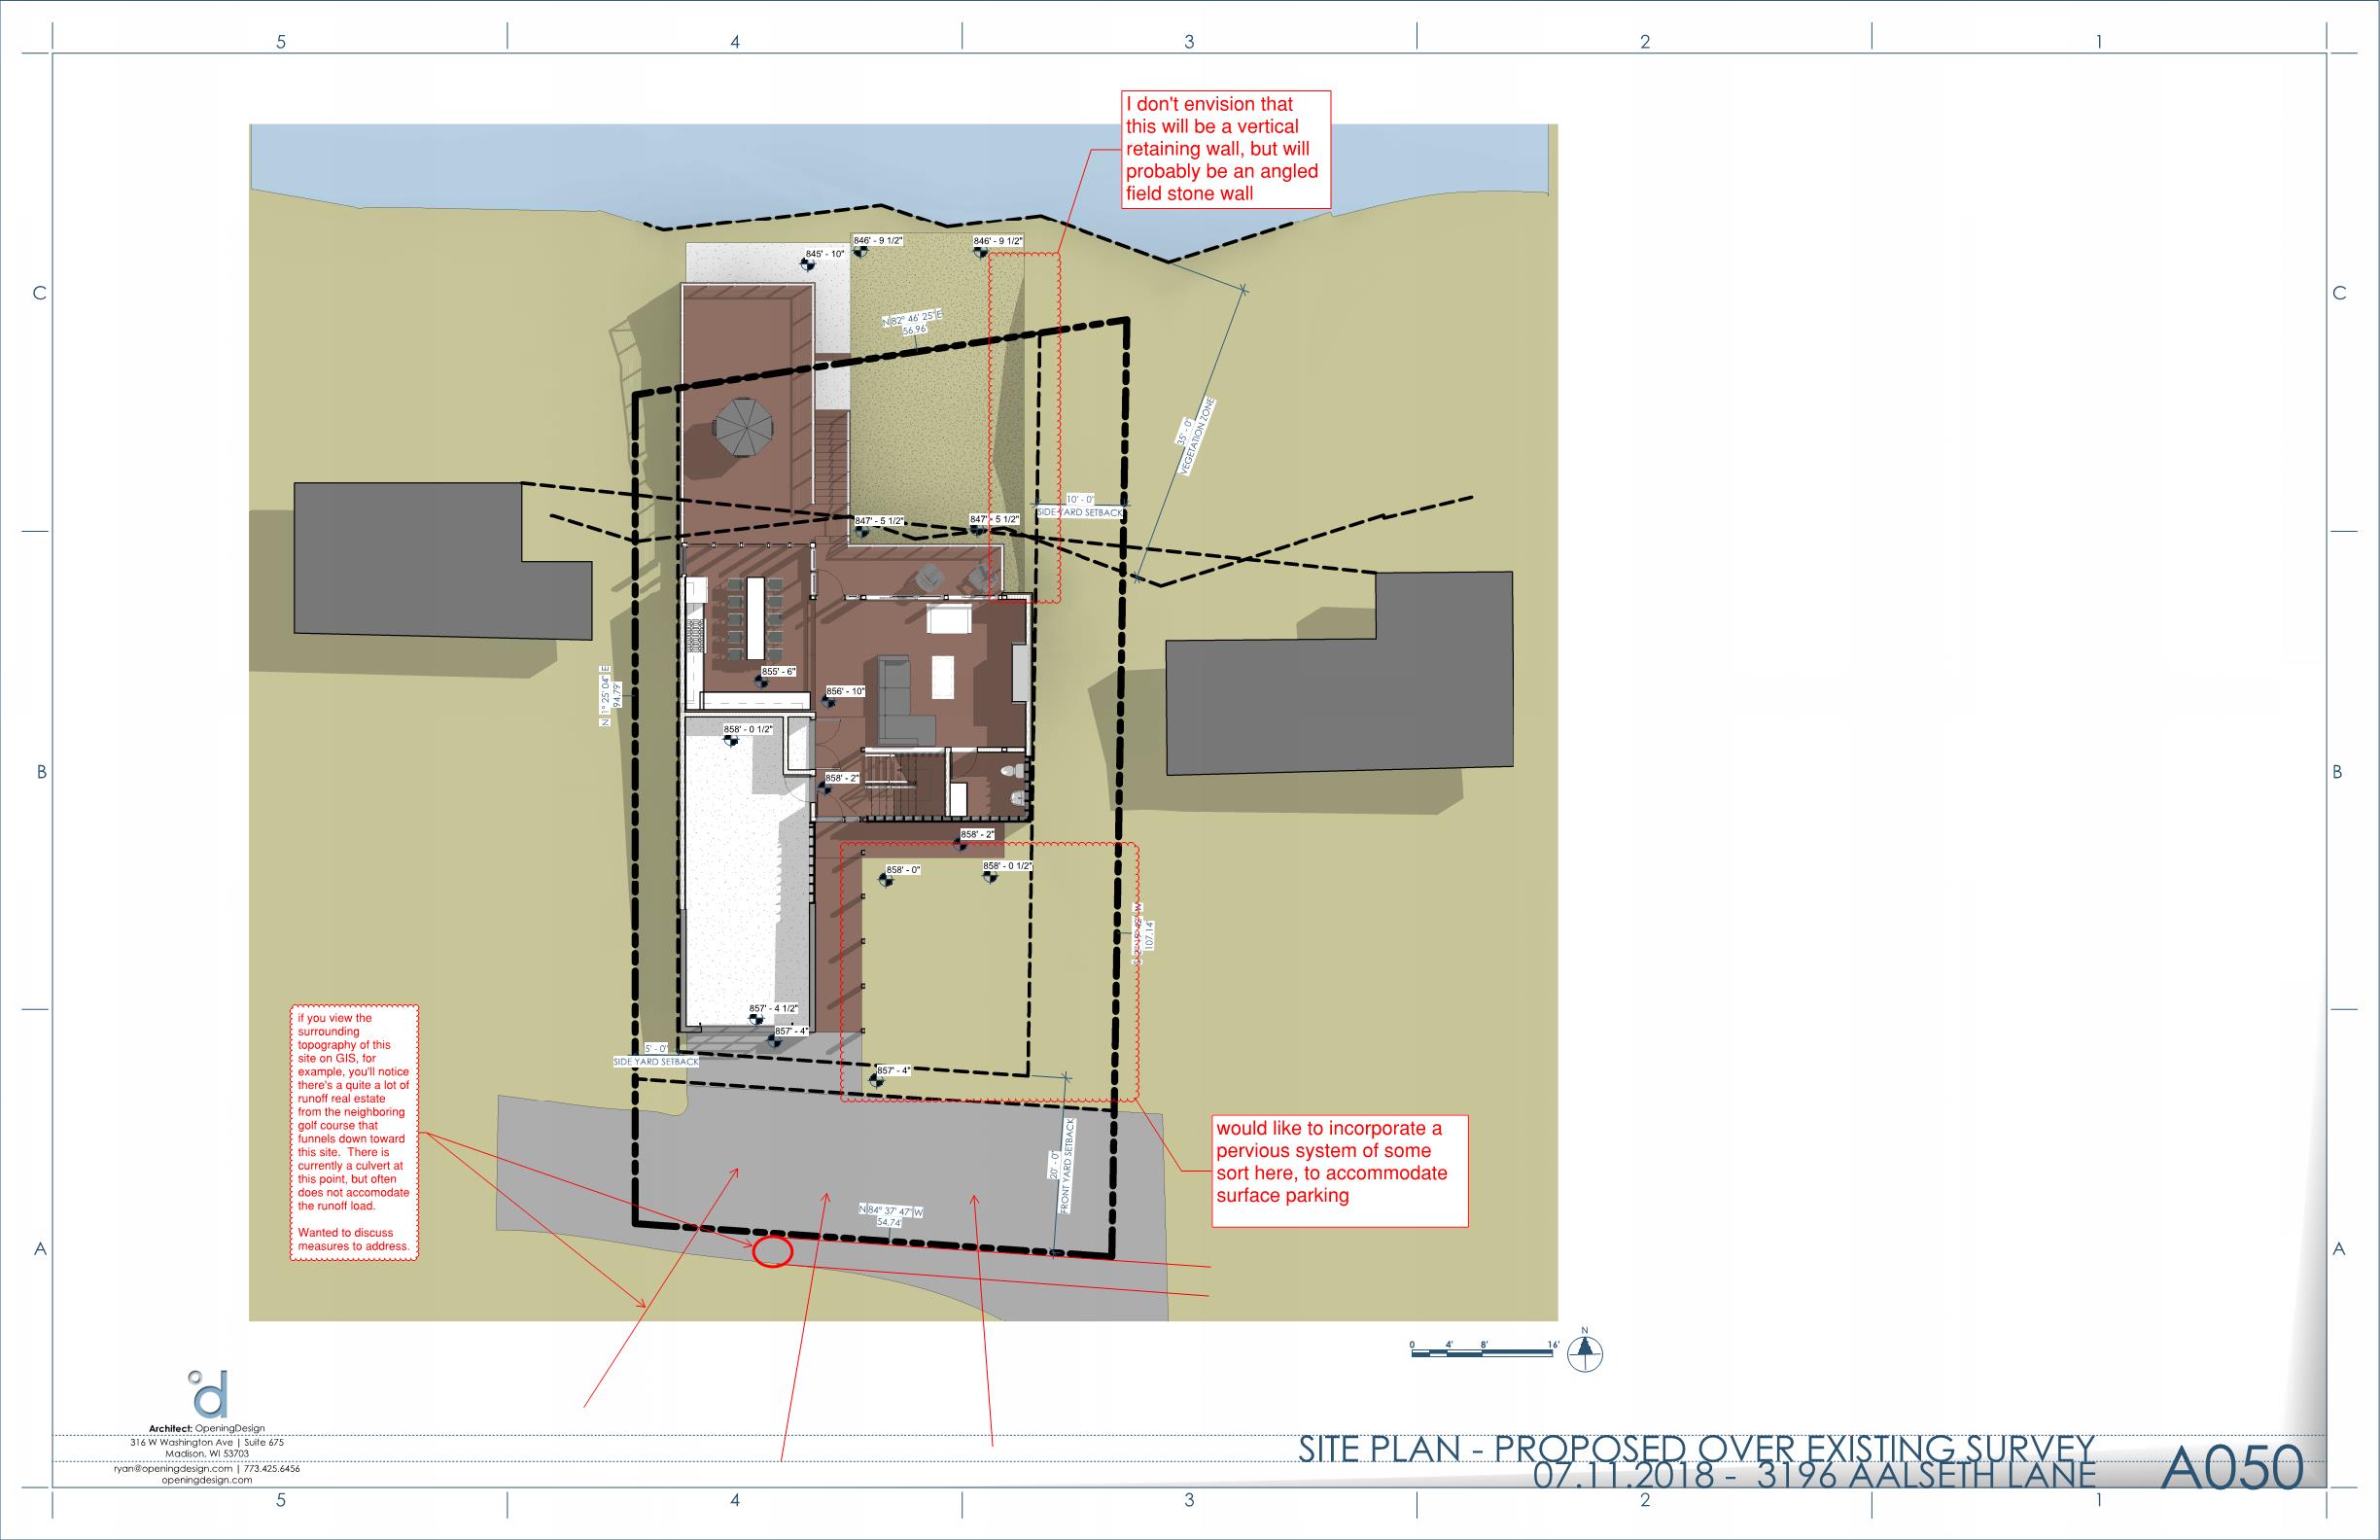 5 4 3 2 1
I don't envision that
this will be a vertical
retaining wall, but will
probably be an angled
field stone wall
846' - 9 1/2" 846' - 9 1/2"
845' - 10"
C C
N 82° 46' 25" E
56.96'
35' - 0"
VEGETATION ZONE
10' - 0"
SIDE YARD SETBACK
847' - 5 1/2" 847' - 5 1/2"
855' - 6"
856' - 10"
N 1° 25' 04" E
94.79'
858' - 0 1/2"
B B
858' - 2"
858' - 2"
858' - 0" 858' - 0 1/2"
107.14'
857' - 4 1/2"
857' - 4"
5' - 0"
SIDE YARD SETBACK
857' - 4"
if you view the
surrounding
topography of this
site on GIS, for
example, you'll notice
there's a quite a lot of
runoff real estate
from the neighboring
golf course that
funnels down toward
this site. There is
currently a culvert at
this point, but often
does not accomodate
the runoff load.
Wanted to discuss
measures to address.
would like to incorporate a
pervious system of some
sort here, to accommodate
surface parking
20' - 0"
FRONT YARD SETBACK
N 84° 37' 47" W
54.74'
A A
0 4' 8' 16'
N
d
Architect: OpeningDesign
316 W Washington Ave | Suite 675
Madison, WI 53703
ryan@openingdesign.com | 773.425.6456
openingdesign.com
SITE PLAN - PROPOSED OVER EXISTING SURVEY
07.11.2018 - 3196 AALSETH LANE
A050
5 4 3 2 1